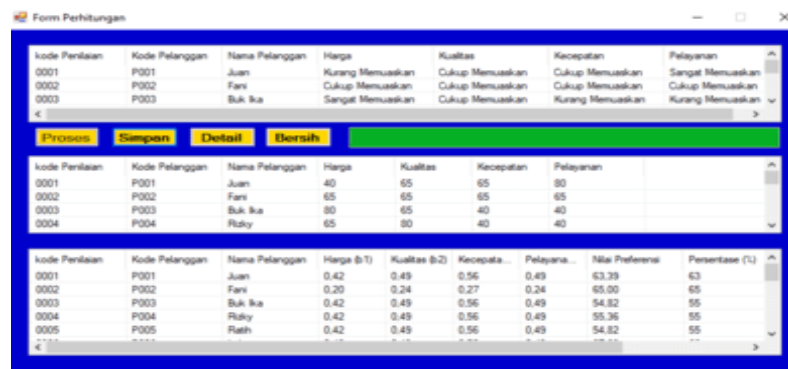 Form Perhitungan
kode Penilaian Kode Pelanggan Nama Pelanggan Harga Kualitas Kecepatan Pelayanan
0001 P001 Juan Kurang Memuaskan Cukup Memuaskan Cukup Memuaskan Sangat Memuaskan
0002 P002 Fani Cukup Memuaskan Cukup Memuaskan Cukup Memuaskan Cukup Memuaskan
0003 P003 Buk Ika Sangat Memuaskan Cukup Memuaskan Kurang Memuaskan Kurang Memuaskan
Proses Simpan Detail Bersih
kode Penilaian Kode Pelanggan Nama Pelanggan Harga Kualitas Kecepatan Pelayanan
0001 P001 Juan 40 65 65 80
0002 P002 Fani 65 65 65 65
0003 P003 Buk Ika 80 65 40 40
0004 P004 Rizky 65 80 40 40
kode Penilaian Kode Pelanggan Nama Pelanggan Harga (b1) Kualitas (b2) Kecepata... Pelayana... Nilai Preferensi Persentase (%)
0001 P001 Juan 0,42 0,49 0,56 0,49 63,39 63
0002 P002 Fani 0,20 0,24 0,27 0,24 65,00 65
0003 P003 Buk Ika 0,42 0,49 0,56 0,49 54,82 55
0004 P004 Rizky 0,42 0,49 0,56 0,49 55,36 55
0005 P005 Ratih 0,42 0,49 0,56 0,49 54,82 55